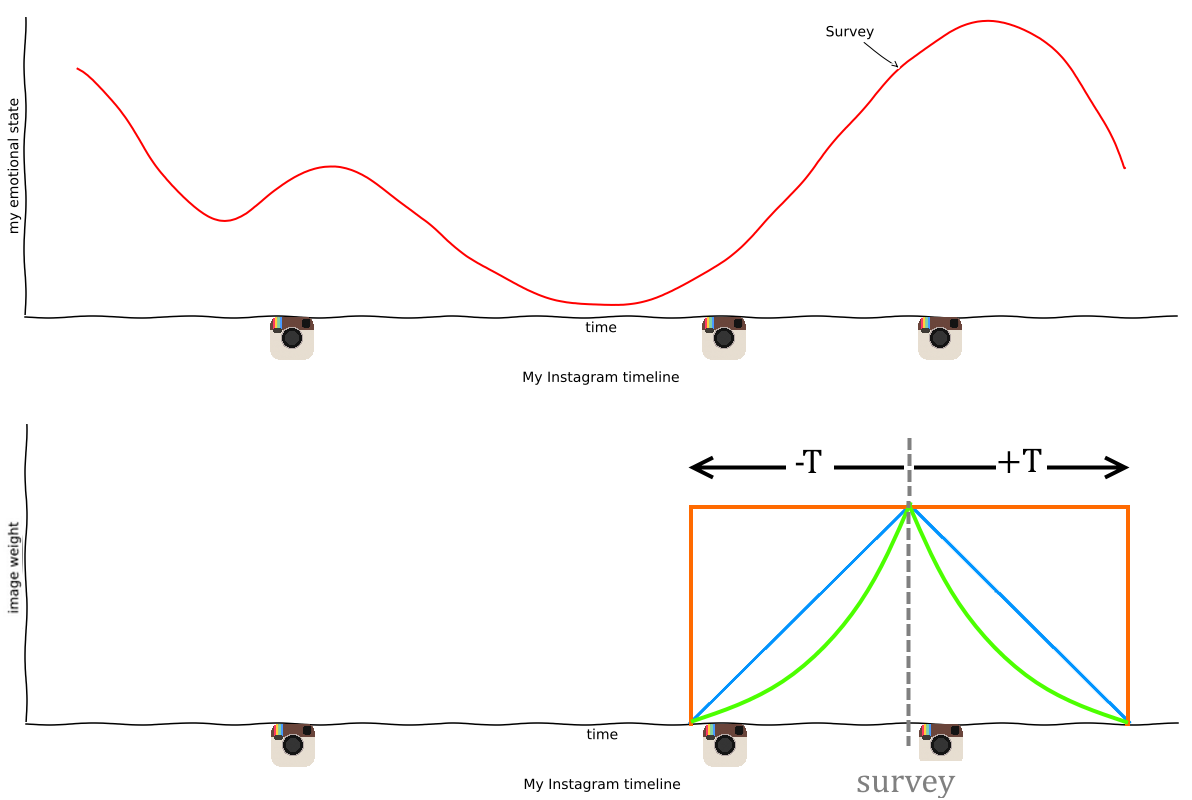 Survey
my emotional state
time
My Instagram timeline
-T
+T
image weight
time
My Instagram timeline
survey